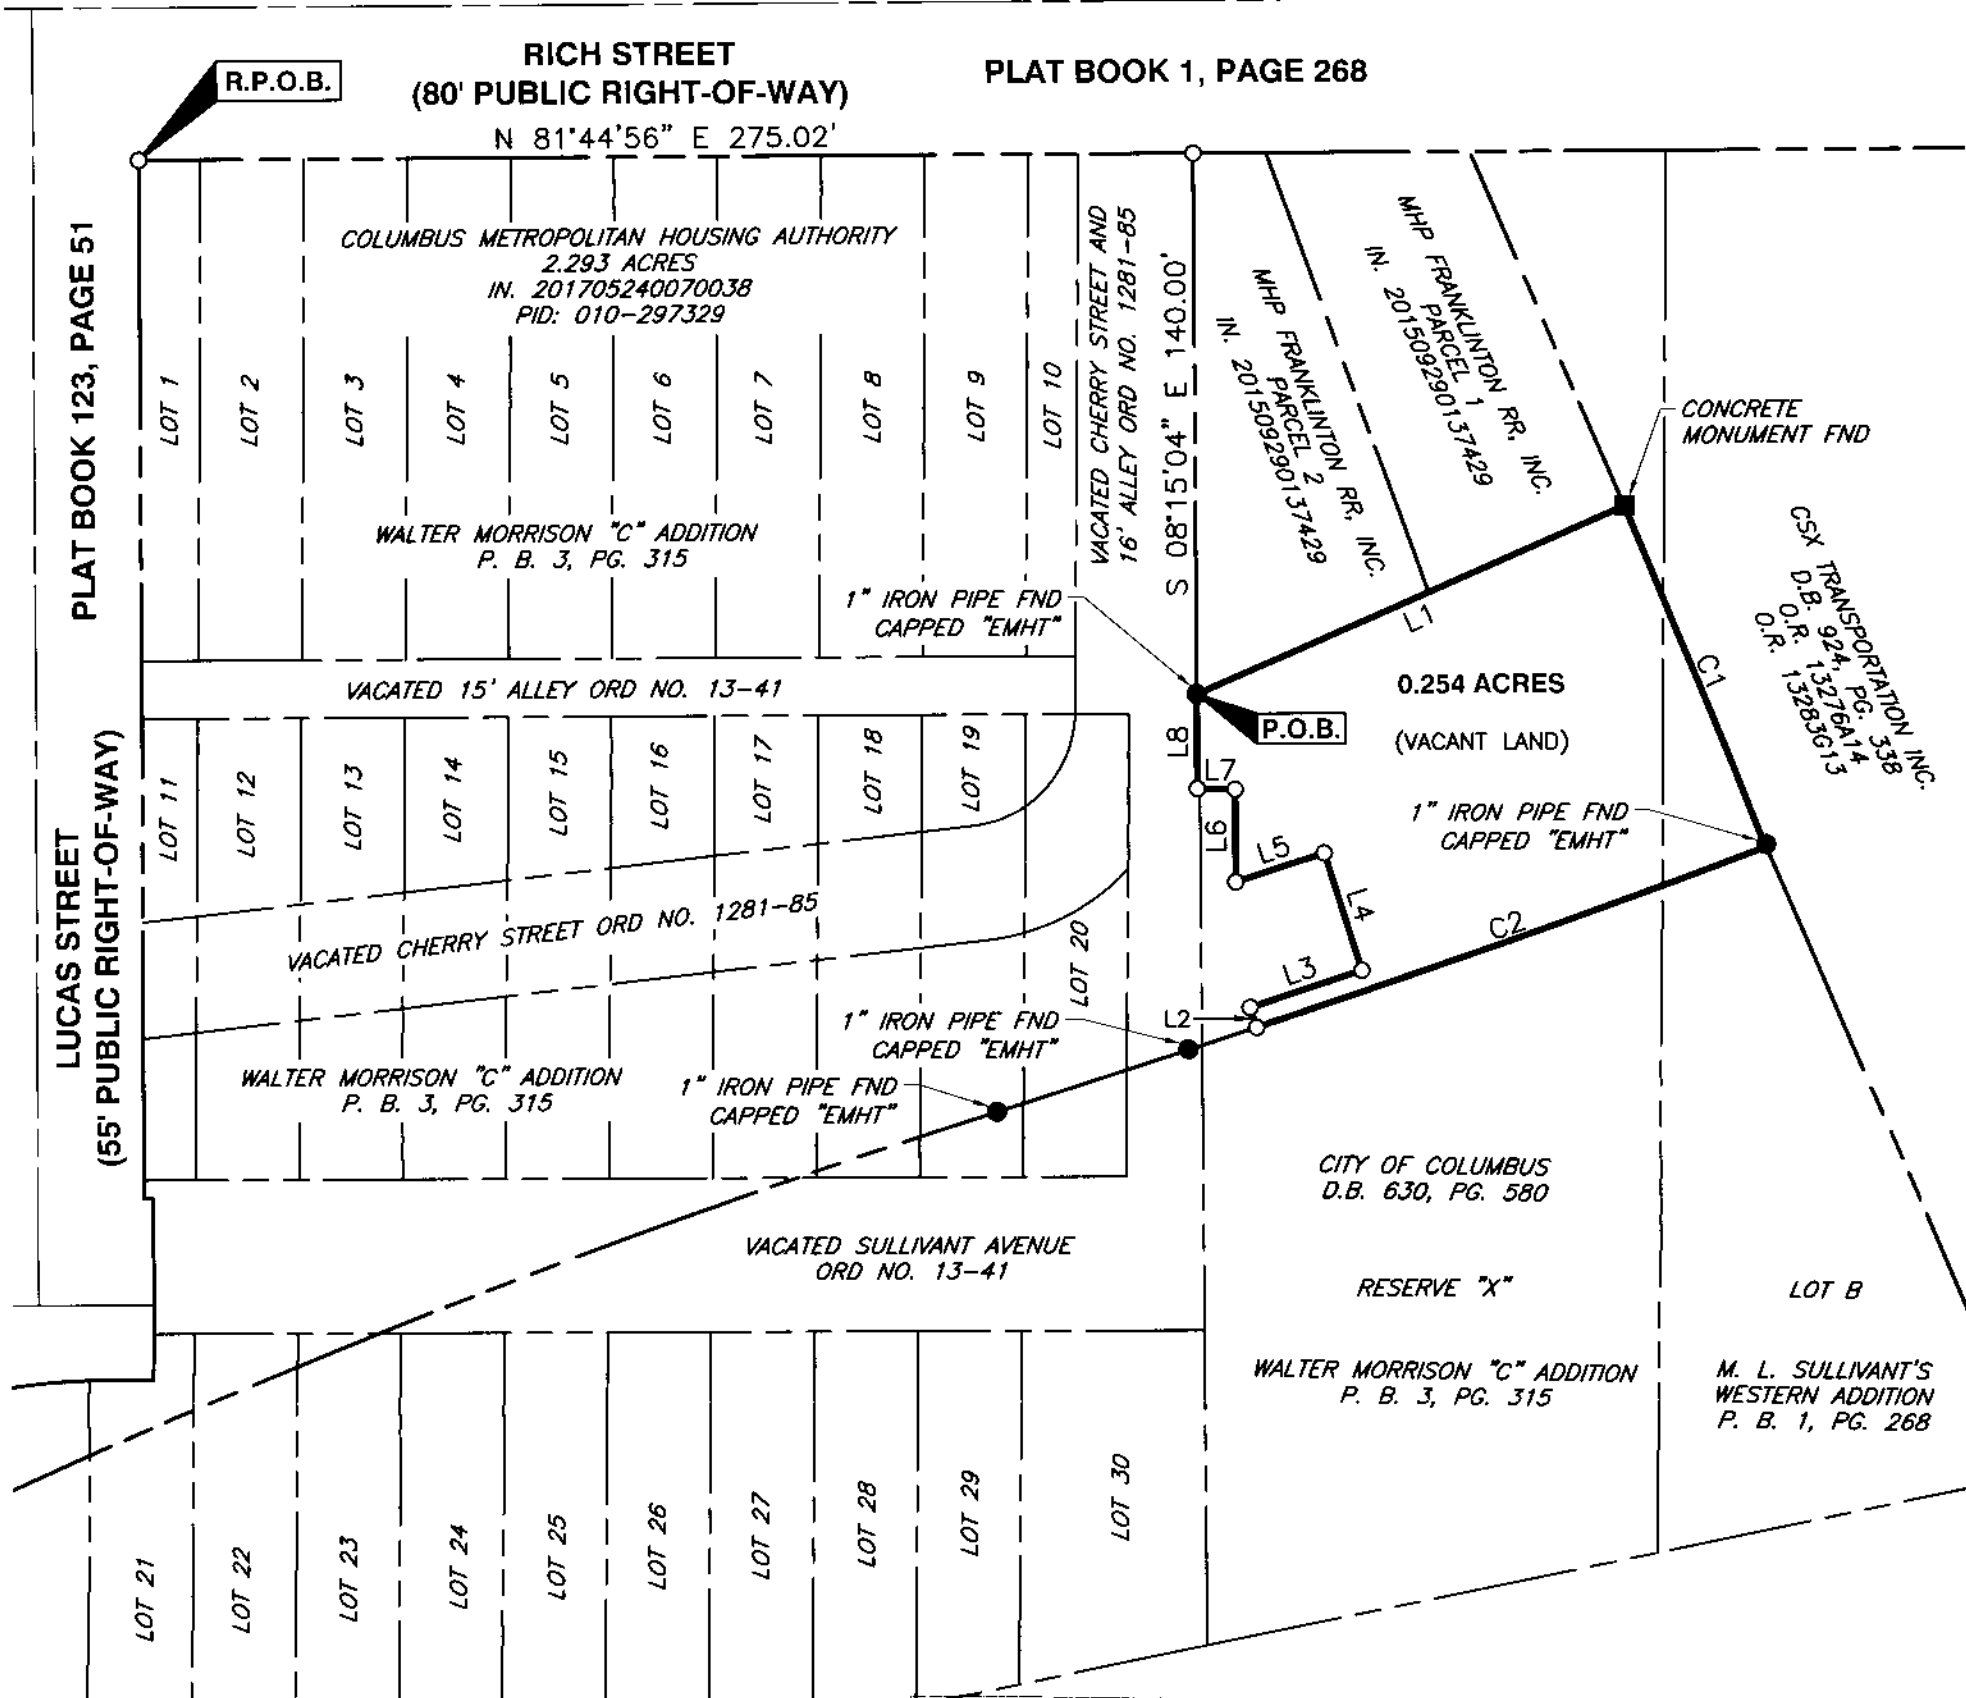 R.P.O.B.
RICH STREET
(80' PUBLIC RIGHT-OF-WAY)
N 81°44'56" E 275.02'
PLAT BOOK 1, PAGE 268
PLAT BOOK 123, PAGE 51
LUCAS STREET
(55' PUBLIC RIGHT-OF-WAY)
COLUMBUS METROPOLITAN HOUSING AUTHORITY
2.293 ACRES
IN. 201705240070038
PID: 010-297329
LOT 1
LOT 2
LOT 3
LOT 4
LOT 5
LOT 6
LOT 7
LOT 8
LOT 9
LOT 10
VACATED CHERRY STREET AND
16' ALLEY ORD NO. 1281-85
S 08°15'04" E 140.00'
MHP FRANKLINTON RR, INC.
PARCEL 2
IN. 201509290137429
MHP FRANKLINTON RR, INC.
PARCEL 1
IN. 201509290137429
CONCRETE
MONUMENT FND
CSX TRANSPORTATION INC.
D.B. 924, PG. 338
O.R. 13276A14
O.R. 13283G13
WALTER MORRISON "C" ADDITION
P. B. 3, PG. 315
1" IRON PIPE FND
CAPPED "EMHT"
L1
C1
0.254 ACRES
(VACANT LAND)
P.O.B.
VACATED 15' ALLEY ORD NO. 13-41
L8
L7
L6
L5
L4
L3
L2
C2
1" IRON PIPE FND
CAPPED "EMHT"
LOT 11
LOT 12
LOT 13
LOT 14
LOT 15
LOT 16
LOT 17
LOT 18
LOT 19
LOT 20
VACATED CHERRY STREET ORD NO. 1281-85
1" IRON PIPE FND
CAPPED "EMHT"
WALTER MORRISON "C" ADDITION
P. B. 3, PG. 315
1" IRON PIPE FND
CAPPED "EMHT"
CITY OF COLUMBUS
D.B. 630, PG. 580
VACATED SULLIVANT AVENUE
ORD NO. 13-41
RESERVE "X"
LOT B
WALTER MORRISON "C" ADDITION
P. B. 3, PG. 315
M. L. SULLIVANT'S
WESTERN ADDITION
P. B. 1, PG. 268
LOT 21
LOT 22
LOT 23
LOT 24
LOT 25
LOT 26
LOT 27
LOT 28
LOT 29
LOT 30